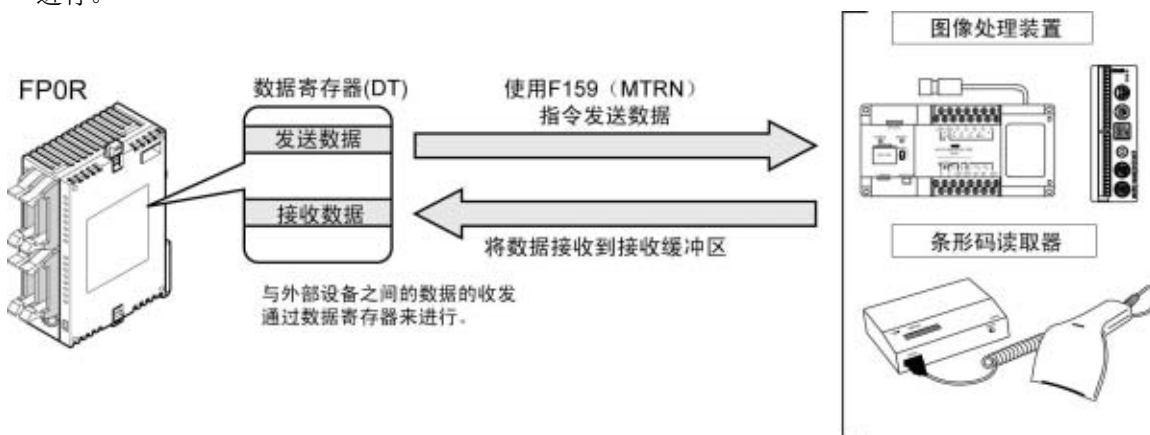 进行。
图像处理装置
FP0R
数据寄存器(DT)
使用F159（MTRN）
指令发送数据
发送数据
接收数据
将数据接收到接收缓冲区
条形码读取器
与外部设备之间的数据的收发
通过数据寄存器来进行。